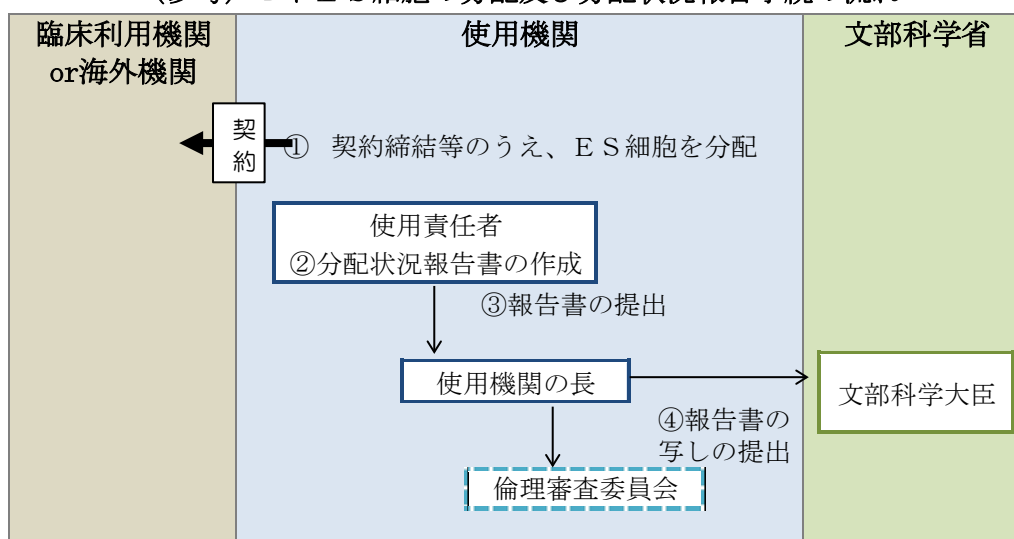 臨床利用機関
or海外機関
使用機関
文部科学省
契
約
① 契約締結等のうえ、ＥＳ細胞を分配
使用責任者
②分配状況報告書の作成
③報告書の提出
使用機関の長
文部科学大臣
④報告書の
写しの提出
倫理審査委員会